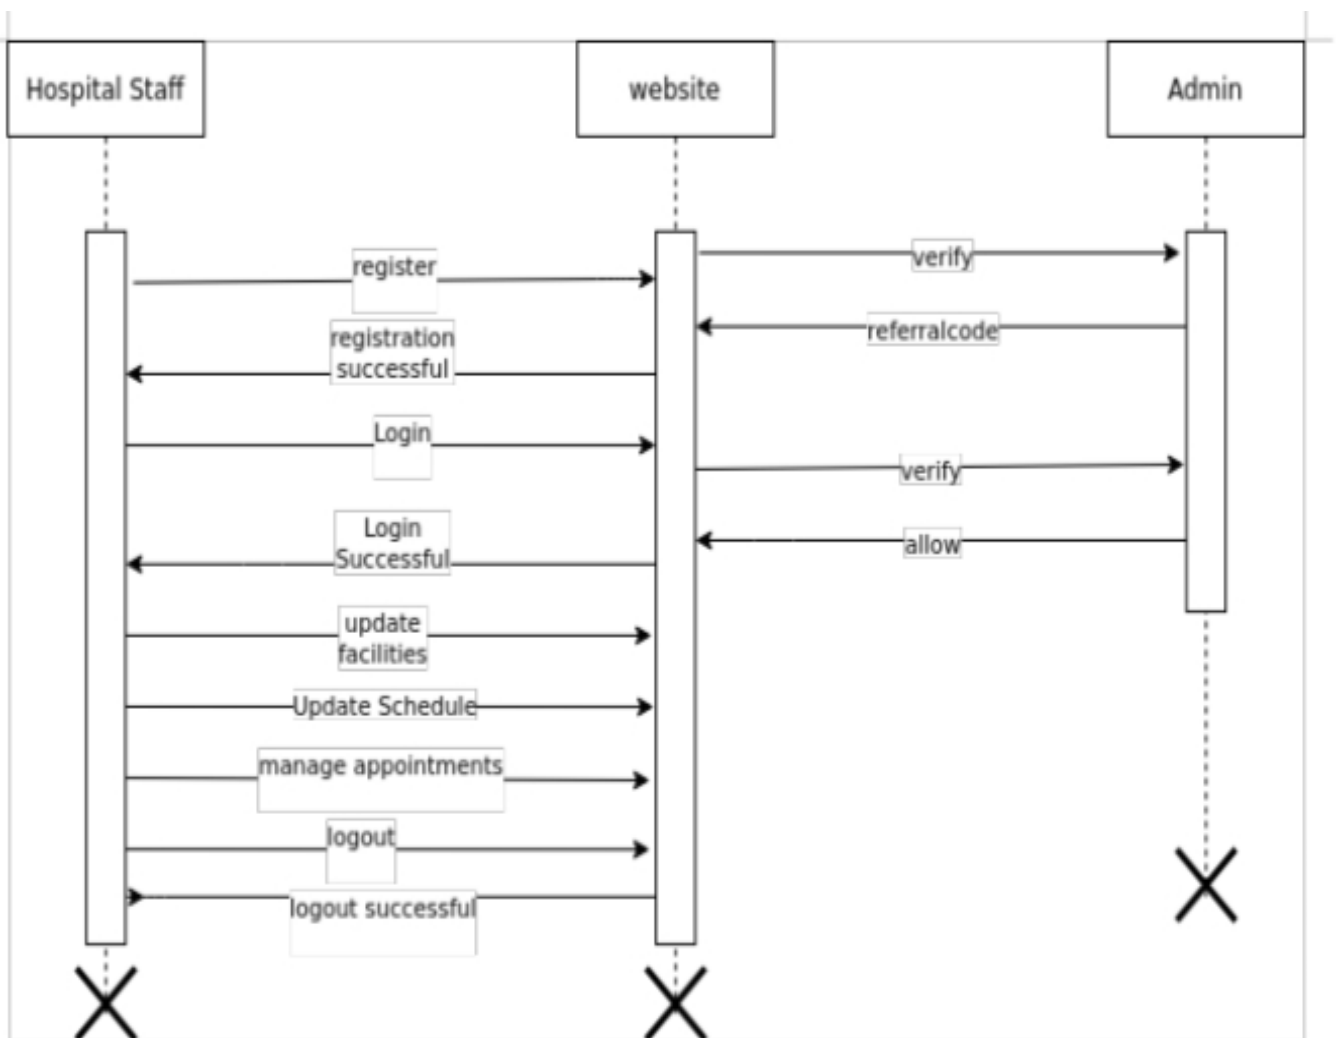 Hospital Staff
website
Admin
register
verify
referralcode
registration
successful
Login
verify
Login
Successful
allow
update
facilities
Update Schedule
manage appointments
logout
logout successful